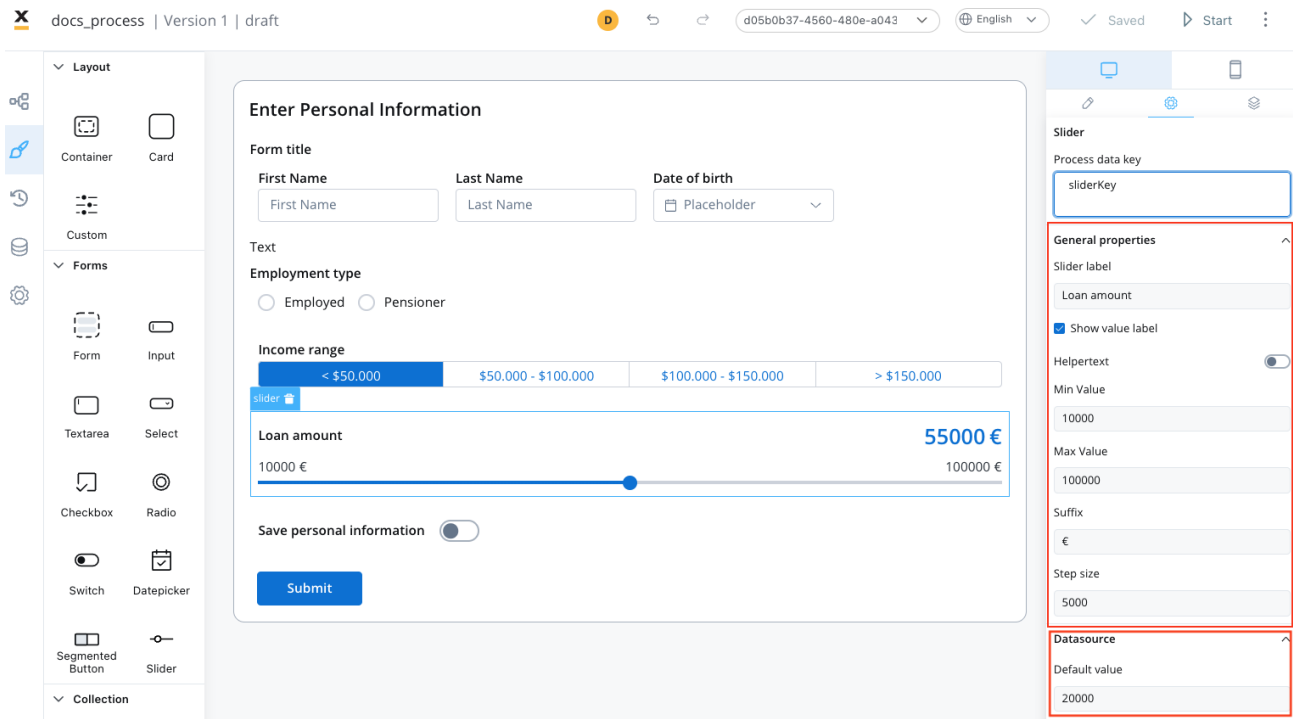 docs_process | Version 1 | draft
D
d05b0b37-4560-480e-a043
English
Saved
Start
Layout
Container
Card
Custom
Forms
Form
Input
Textarea
Select
Checkbox
Radio
Switch
Datepicker
Segmented
Button
Slider
Collection
Enter Personal Information
Form title
First Name
Last Name
Date of birth
First Name
Last Name
Placeholder
Text
Employment type
Employed
Pensioner
Income range
< $50.000
$50.000 - $100.000
$100.000 - $150.000
> $150.000
slider
Loan amount
55000 €
10000 €
100000 €
Save personal information
Submit
Slider
Process data key
sliderKey
General properties
Slider label
Loan amount
Show value label
Helpertext
Min Value
10000
Max Value
100000
Suffix
€
Step size
5000
Datasource
Default value
20000